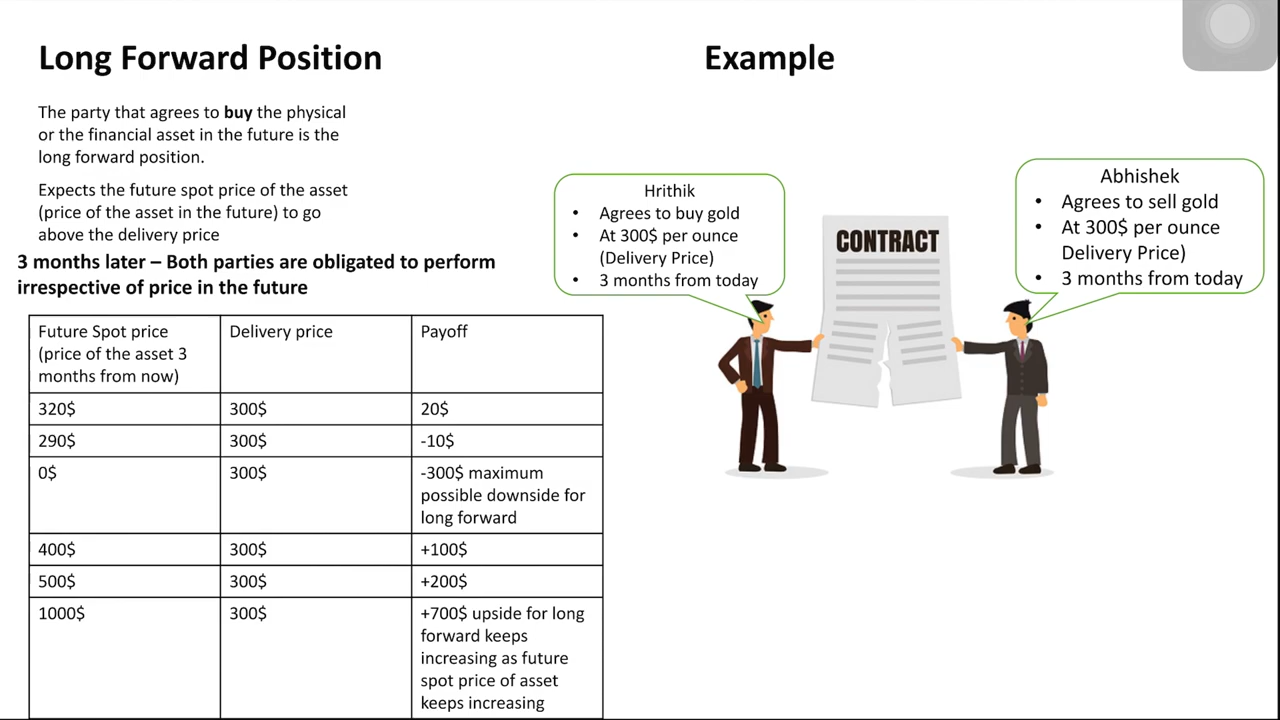 Long Forward Position
Example
The party that agrees to buy the physical
or the financial asset in the future is the
long forward position.
Expects the future spot price of the asset
(price of the asset in the future) to go
above the delivery price
3 months later – Both parties are obligated to perform
irrespective of price in the future
Future Spot price
(price of the asset 3
months from now)
Delivery price
Payoff
320$
300$
20$
290$
300$
-10$
0$
300$
-300$ maximum
possible downside for
long forward
400$
300$
+100$
500$
300$
+200$
1000$
300$
+700$ upside for long
forward keeps
increasing as future
spot price of asset
keeps increasing
Hrithik
• Agrees to buy gold
• At 300$ per ounce
(Delivery Price)
• 3 months from today
CONTRACT
Abhishek
• Agrees to sell gold
• At 300$ per ounce
Delivery Price)
• 3 months from today